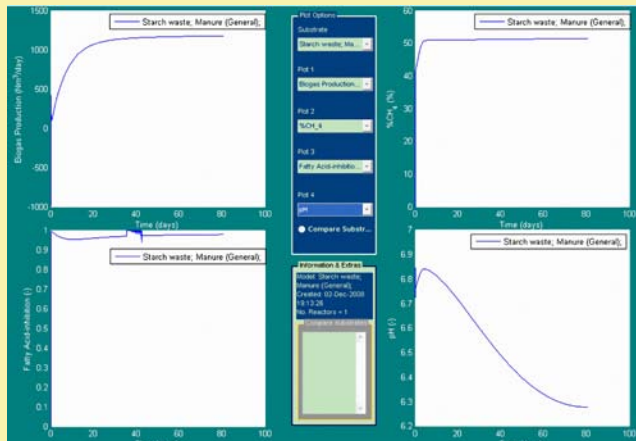 Starch waste; Manure (General);
1500
1000
500
0
-500
-1000
Biogas Production (Nm³/day)
0 20 40 60 80 100
Time (days)
Plot Options
Substrate
Starch waste; Ma...
Plot 1
Biogas Production...
Plot 2
%CH_4
Plot 3
Fatty Acid-inhibitio...
Plot 4
pH
Compare Substr...
Starch waste; Manure (General);
60
50
40
30
20
10
0
%CH₄ (%)
0 20 40 60 80 100
Time (days)
Starch waste; Manure (General);
1
0.9
0.8
0.7
0.6
0.5
0.4
0.3
0.2
0.1
0
Fatty Acid-inhibition (-)
0 20 40 60 80 100
Information & Extras
Model: Starch waste;
Manure (General);
Created: 02-Dec-2008
No. Reactors = 1
Compare Substrates
Starch waste; Manure (General);
7
6.9
6.8
6.7
6.6
6.5
6.4
6.3
6.2
pH (-)
0 20 40 60 80 100